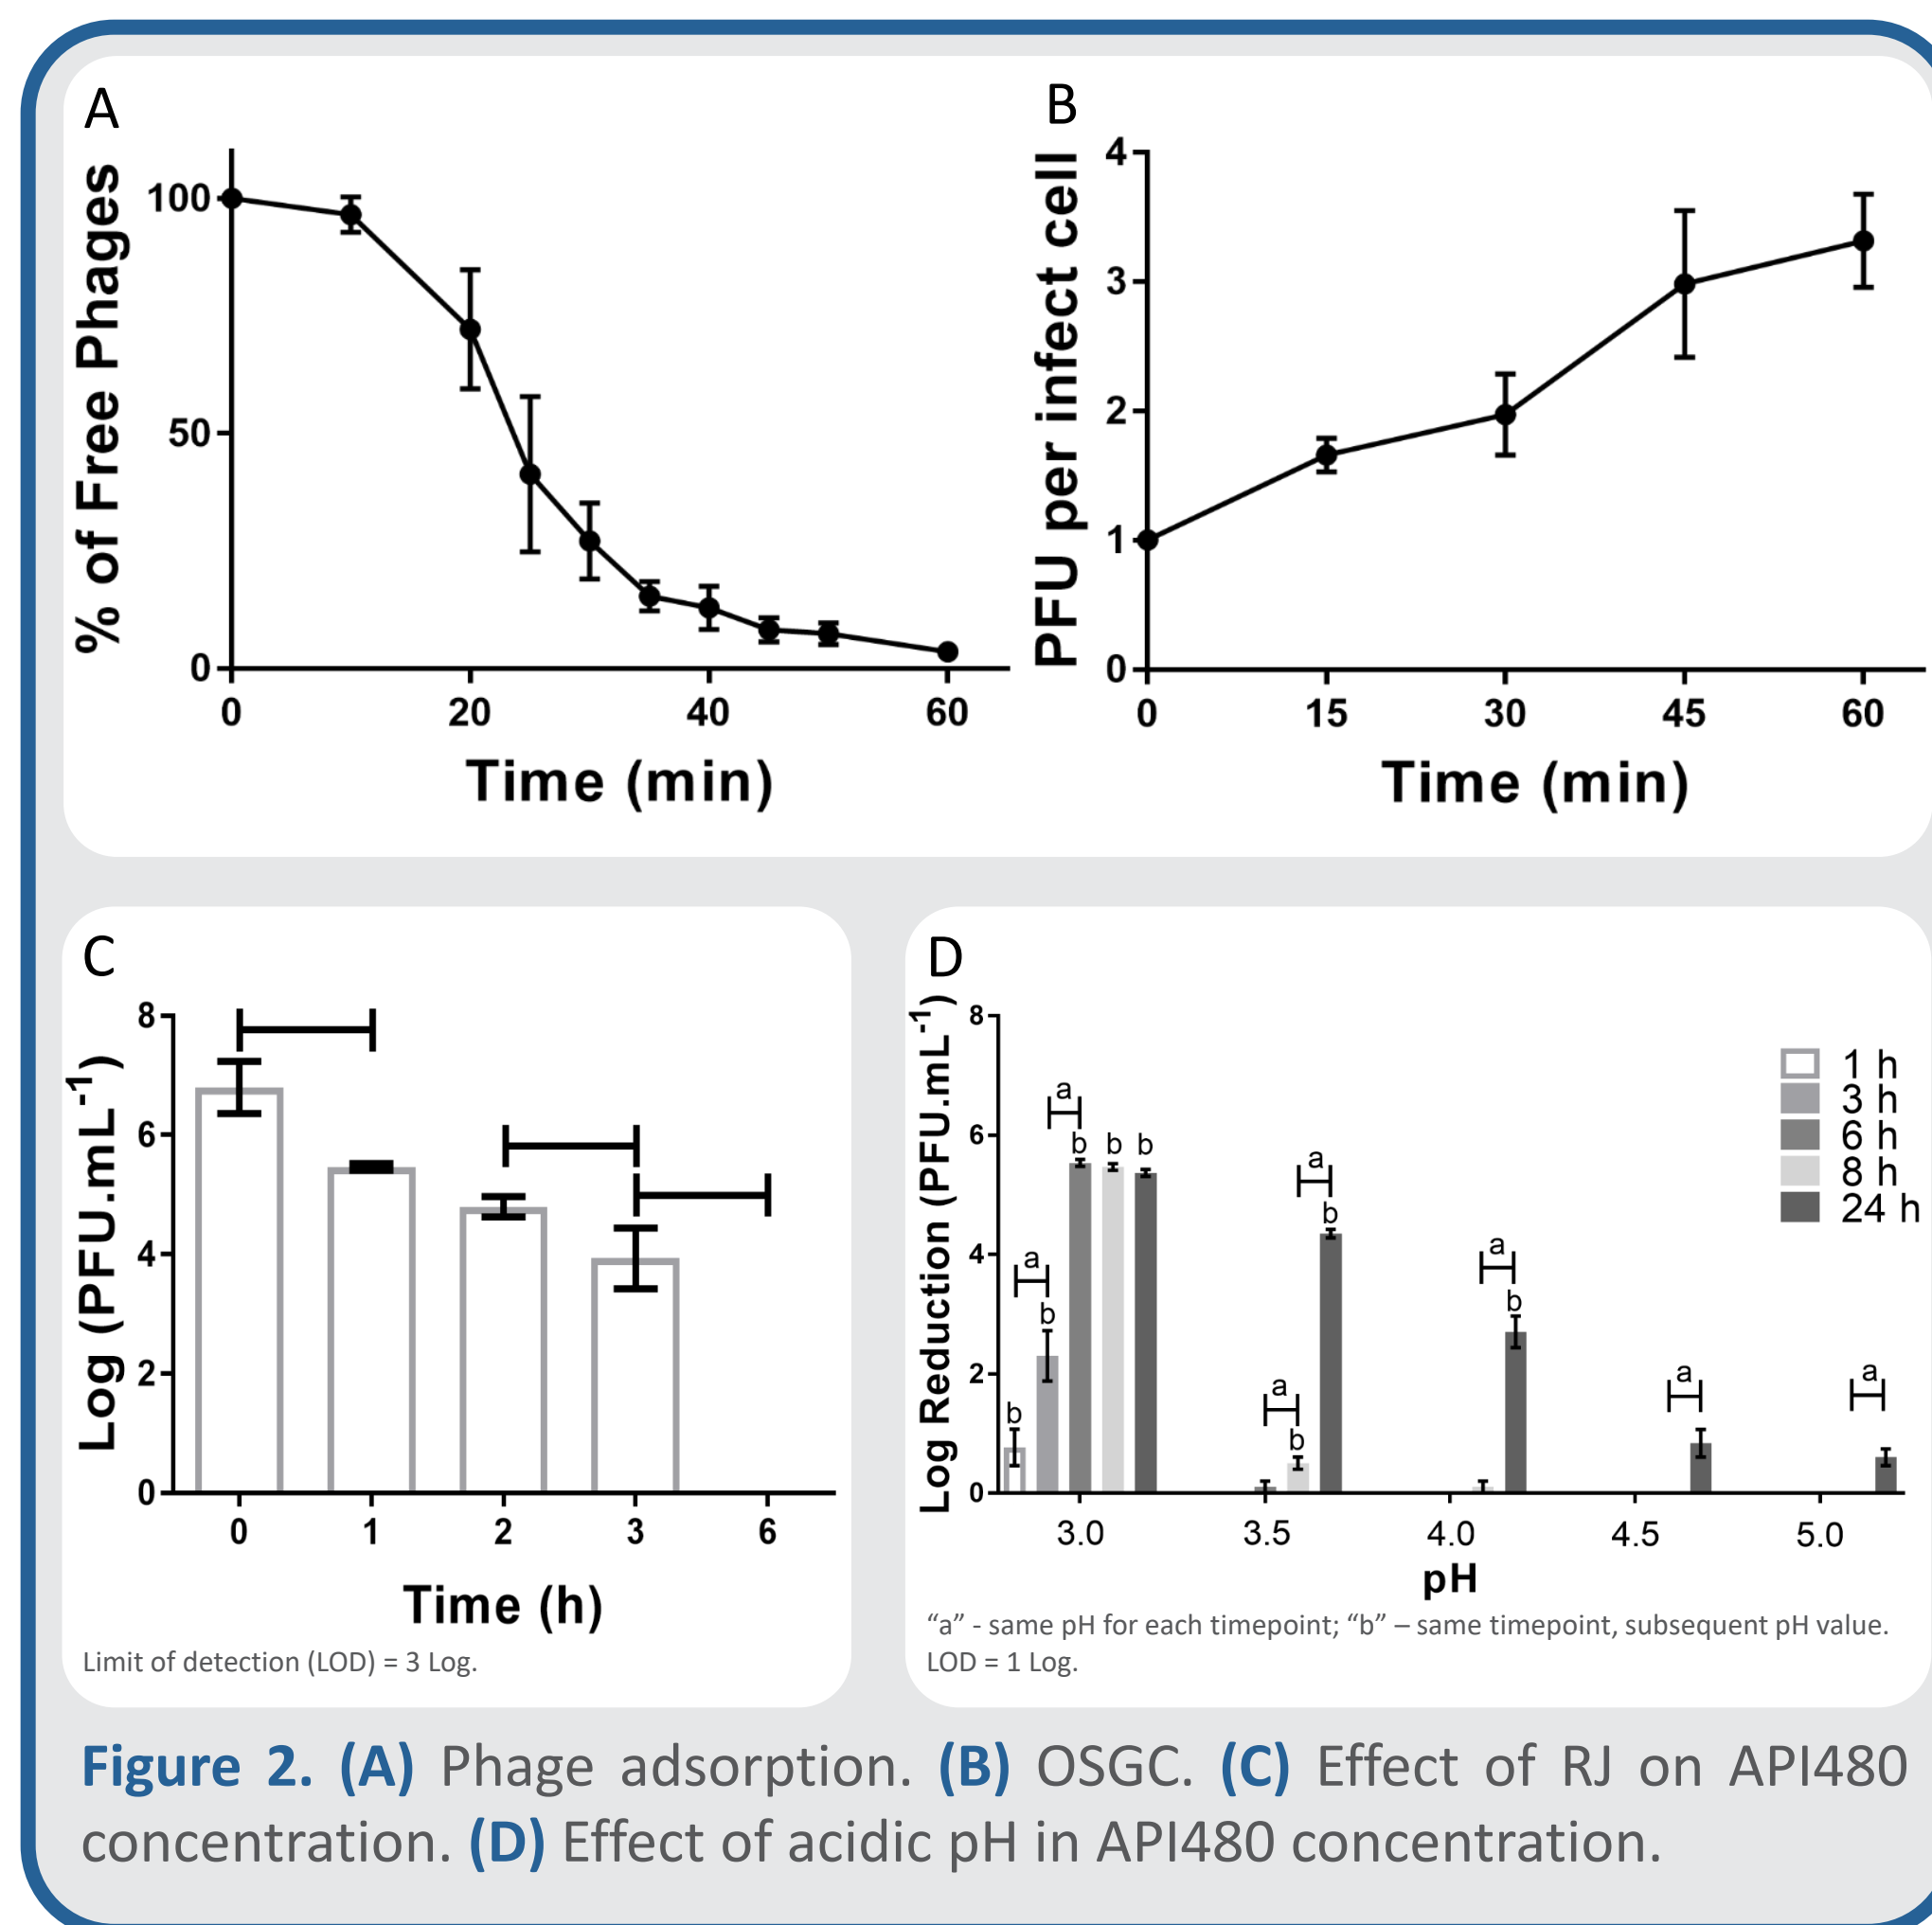 A
% of Free Phages
100
50
0
0 20 40 60
Time (min)
B
PFU per infect cell
4
3
2
1
0
0 15 30 45 60
Time (min)
C
Log (PFU.mL-1)
8
6
4
2
0
0 1 2 3 6
Time (h)
Limit of detection (LOD) = 3 Log.
D
Log Reduction (PFU.mL-1)
8
6
4
2
0
b
a
b
a
b b b
a
b
a
b
a
b
a
a
1 h
3 h
6 h
8 h
24 h
3.0 3.5 4.0 4.5 5.0
pH
“a” - same pH for each timepoint; “b” – same timepoint, subsequent pH value.
LOD = 1 Log.
Figure 2. (A) Phage adsorption. (B) OSGC. (C) Effect of RJ on API480
concentration. (D) Effect of acidic pH in API480 concentration.